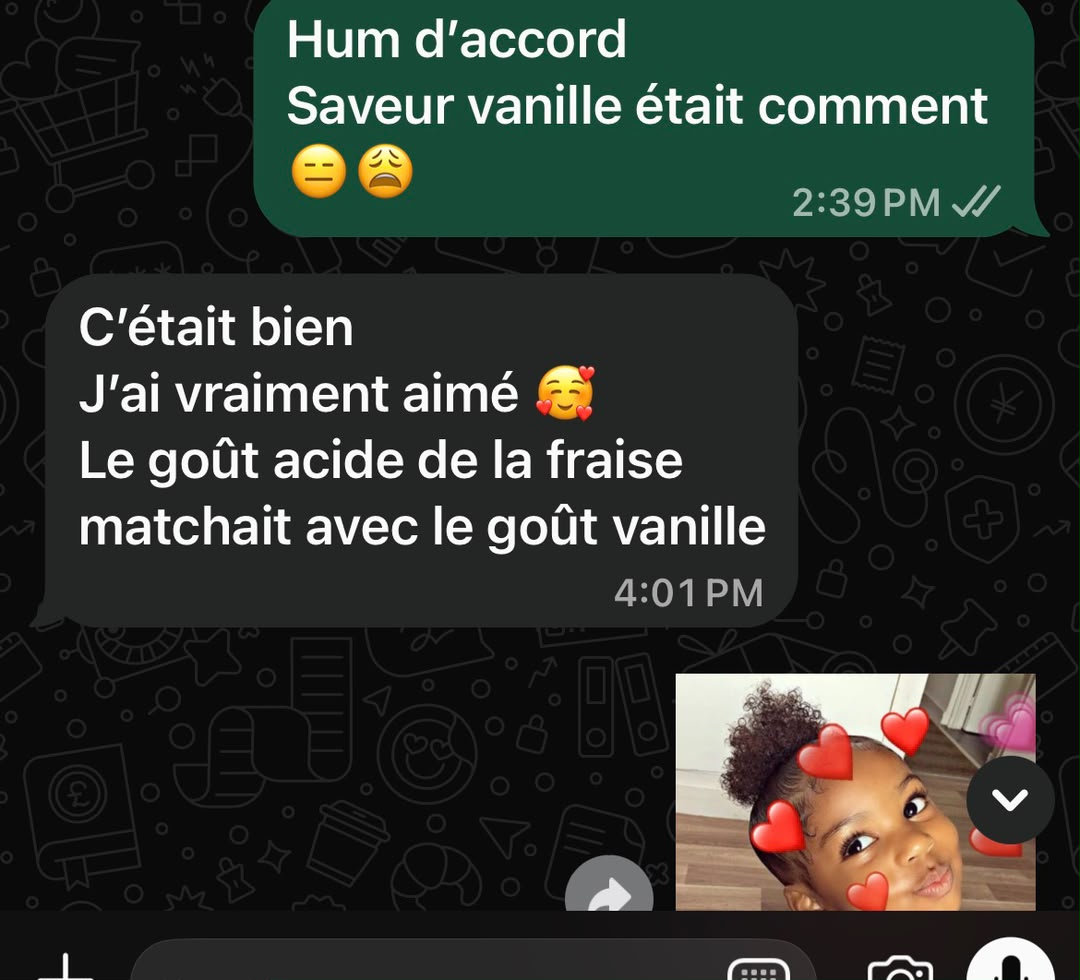 Hum d’accord
Saveur vanille était comment
😑😩
2:39 PM
C’était bien
J’ai vraiment aimé 🥰
Le goût acide de la fraise
matchait avec le goût vanille
4:01 PM